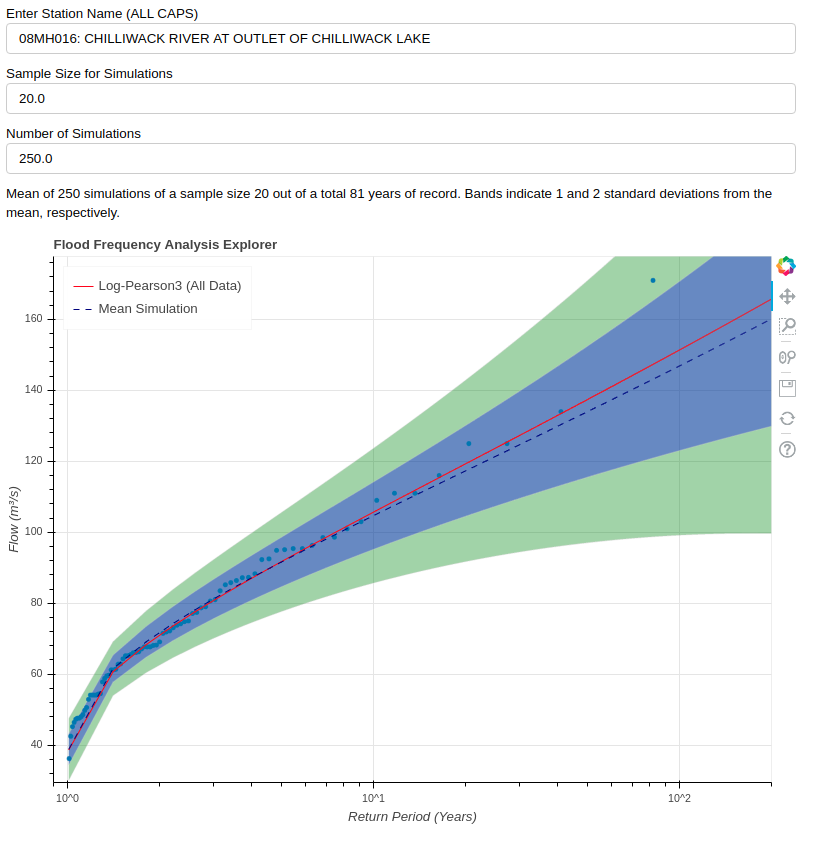 Enter Station Name (ALL CAPS)
08MH016: CHILLIWACK RIVER AT OUTLET OF CHILLIWACK LAKE
Sample Size for Simulations
20.0
Number of Simulations
250.0
Mean of 250 simulations of a sample size 20 out of a total 81 years of record. Bands indicate 1 and 2 standard deviations from the
mean, respectively.
Flood Frequency Analysis Explorer
Log-Pearson3 (All Data)
Mean Simulation
160
140
120
100
80
60
40
Flow (m³/s)
10^0 10^1 10^2
Return Period (Years)